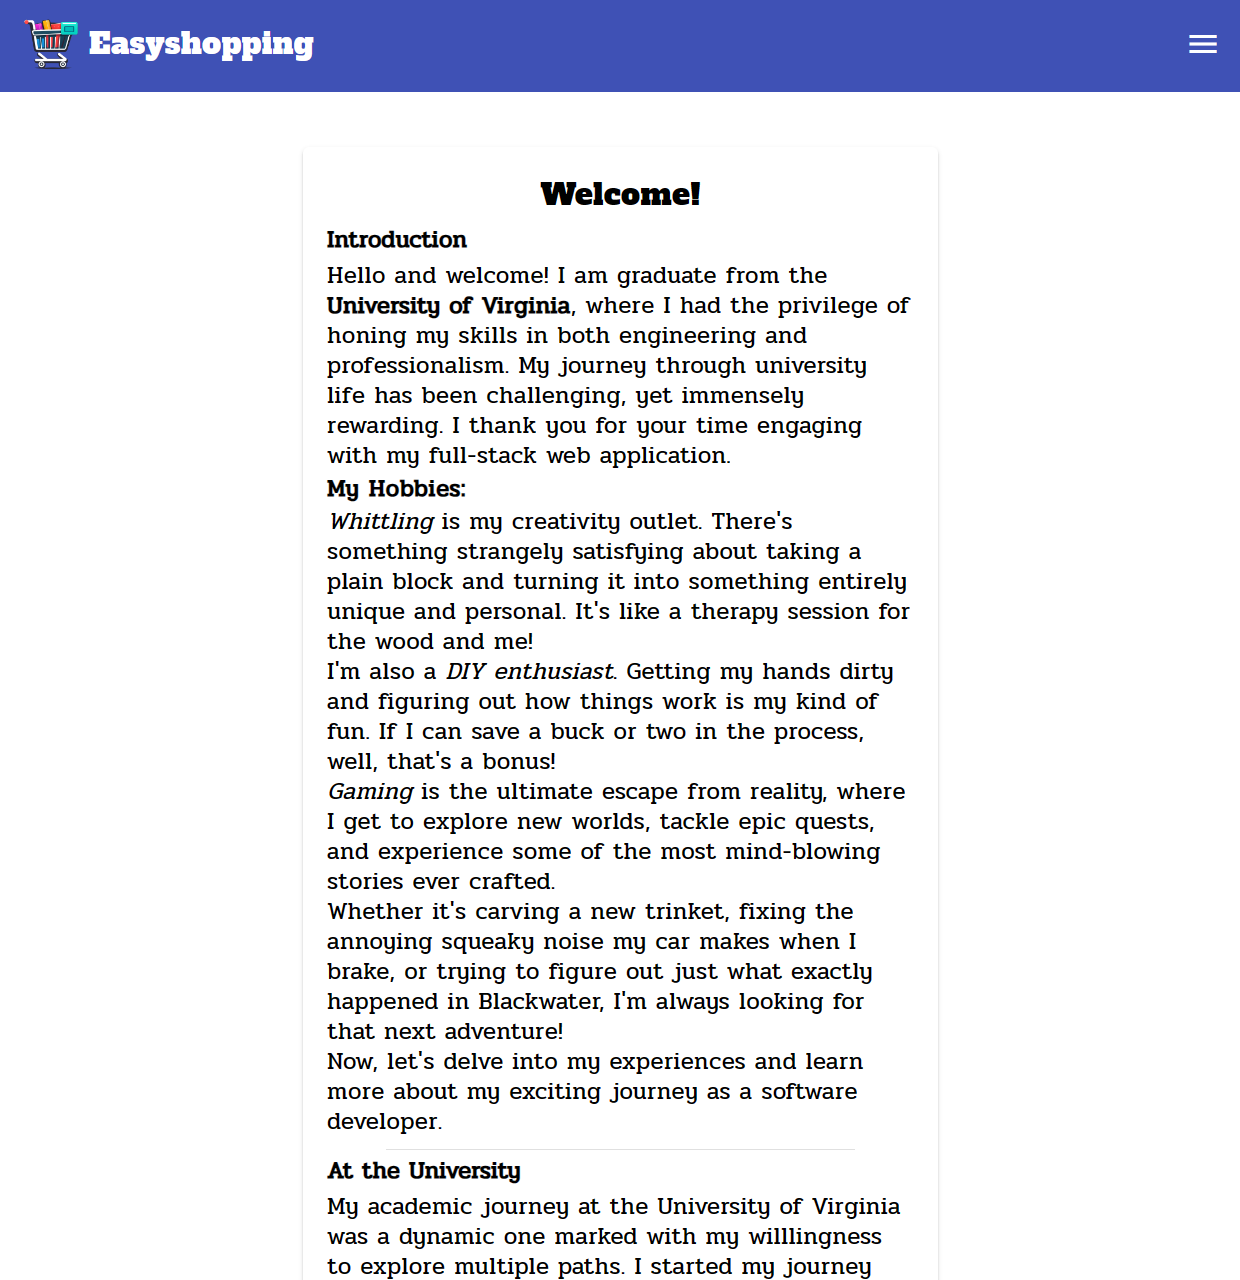 Easyshopping
Welcome!
Introduction
Hello and welcome! I am graduate from the
University of Virginia, where I had the privilege of
honing my skills in both engineering and
professionalism. My journey through university
life has been challenging, yet immensely
rewarding. I thank you for your time engaging
with my full-stack web application.
My Hobbies:
Whittling is my creativity outlet. There's
something strangely satisfying about taking a
plain block and turning it into something entirely
unique and personal. It's like a therapy session for
the wood and me!
I'm also a DIY enthusiast. Getting my hands dirty
and figuring out how things work is my kind of
fun. If I can save a buck or two in the process,
well, that's a bonus!
Gaming is the ultimate escape from reality, where
I get to explore new worlds, tackle epic quests,
and experience some of the most mind-blowing
stories ever crafted.
Whether it's carving a new trinket, fixing the
annoying squeaky noise my car makes when I
brake, or trying to figure out just what exactly
happened in Blackwater, I'm always looking for
that next adventure!
Now, let's delve into my experiences and learn
more about my exciting journey as a software
developer.
At the University
My academic journey at the University of Virginia
was a dynamic one marked with my willlingness
to explore multiple paths. I started my journey